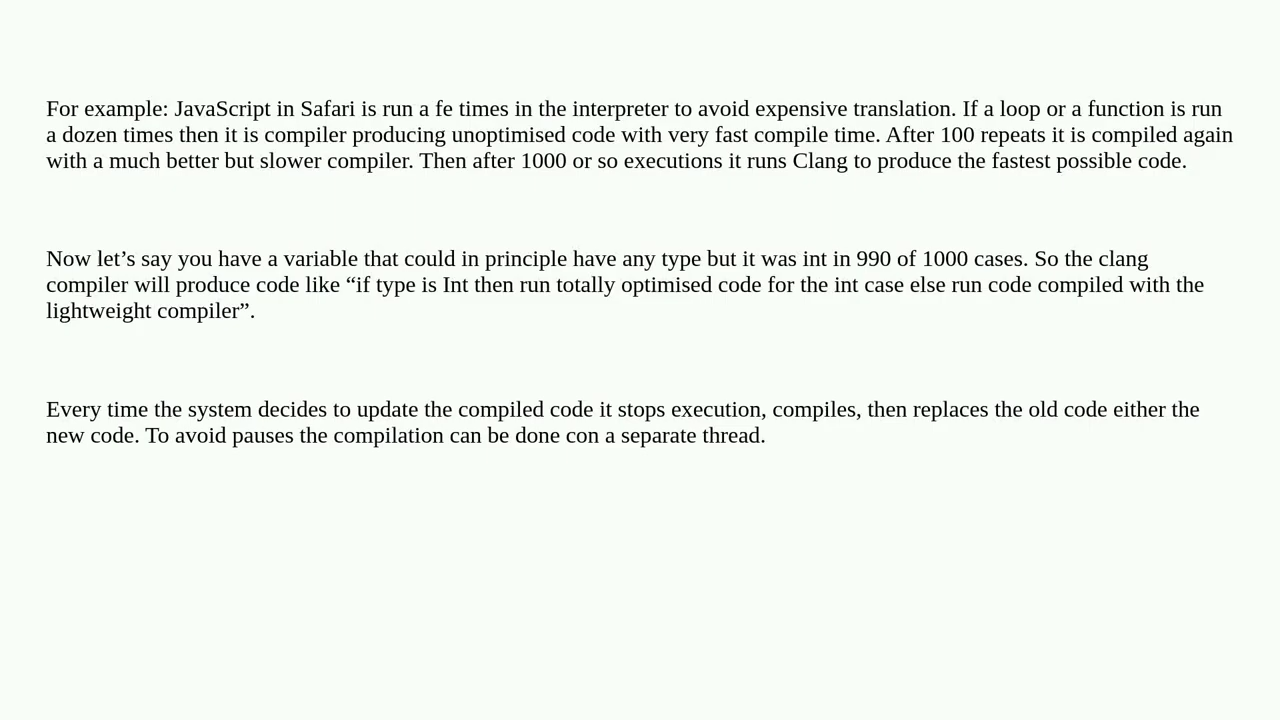 For example: JavaScript in Safari is run a fe times in the interpreter to avoid expensive translation. If a loop or a function is run
a dozen times then it is compiler producing unoptimised code with very fast compile time. After 100 repeats it is compiled again
with a much better but slower compiler. Then after 1000 or so executions it runs Clang to produce the fastest possible code.
Now let’s say you have a variable that could in principle have any type but it was int in 990 of 1000 cases. So the clang
compiler will produce code like “if type is Int then run totally optimised code for the int case else run code compiled with the
lightweight compiler”.
Every time the system decides to update the compiled code it stops execution, compiles, then replaces the old code either the
new code. To avoid pauses the compilation can be done con a separate thread.